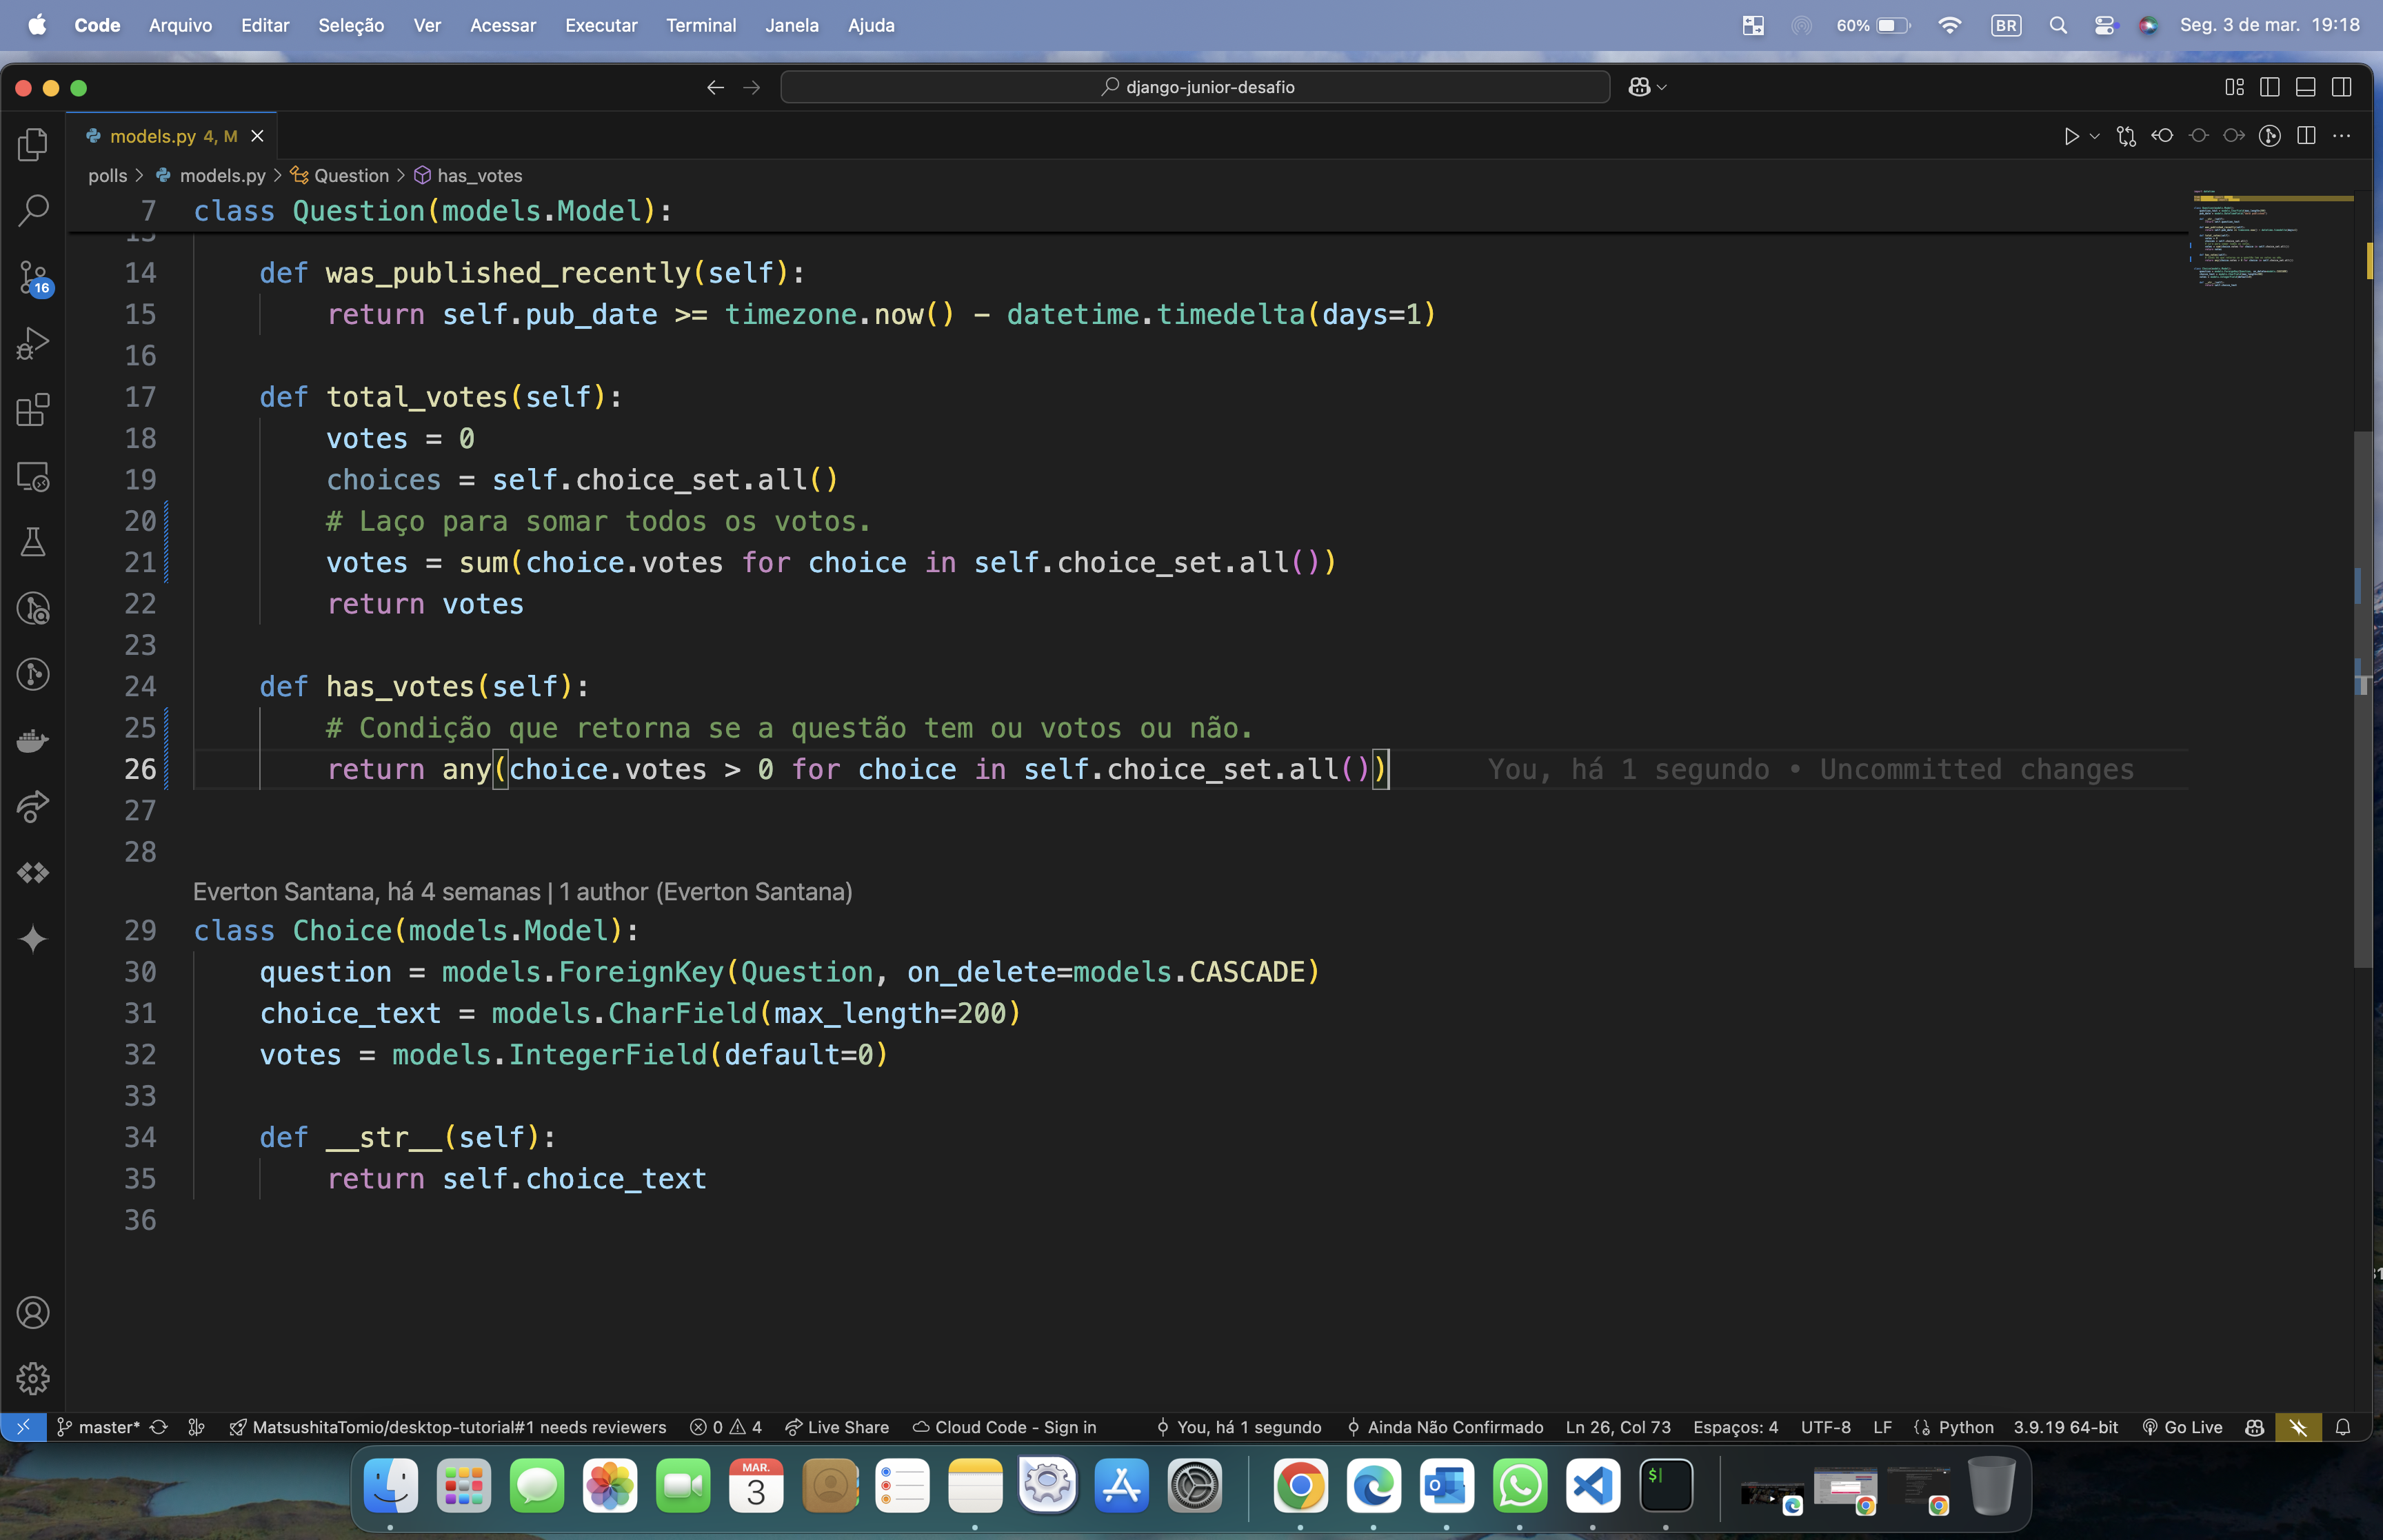 Code Arquivo Editar Seleção Ver Acessar Executar Terminal Janela Ajuda 60% BR Seg. 3 de mar. 19:18
django-junior-desafio
models.py 4, M
polls > models.py > Question > has_votes
7 class Question(models.Model):
14 def was_published_recently(self):
15 return self.pub_date >= timezone.now() - datetime.timedelta(days=1)
16
17 def total_votes(self):
18 votes = 0
19 choices = self.choice_set.all()
20 # Laço para somar todos os votos.
21 votes = sum(choice.votes for choice in self.choice_set.all())
22 return votes
23
24 def has_votes(self):
25 # Condição que retorna se a questão tem ou votos ou não.
26 return any(choice.votes > 0 for choice in self.choice_set.all()) You, há 1 segundo • Uncommitted changes
27
28
Everton Santana, há 4 semanas | 1 author (Everton Santana)
29 class Choice(models.Model):
30 question = models.ForeignKey(Question, on_delete=models.CASCADE)
31 choice_text = models.CharField(max_length=200)
32 votes = models.IntegerField(default=0)
33
34 def __str__(self):
35 return self.choice_text
36
16
master* MatsushitaTomio/desktop-tutorial#1 needs reviewers 0 4 Live Share Cloud Code - Sign in You, há 1 segundo Ainda Não Confirmado Ln 26, Col 73 Espaços: 4 UTF-8 LF Python 3.9.19 64-bit Go Live
MAR.
3
$